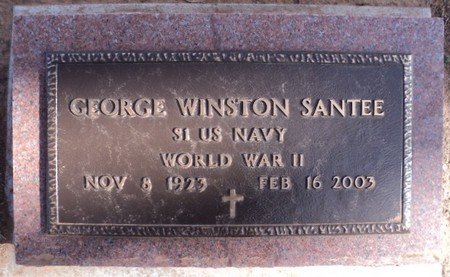 GEORGE WINSTON SANTEE
S1 US NAVY
WORLD WAR II
NOV 8 1923 FEB 16 2003